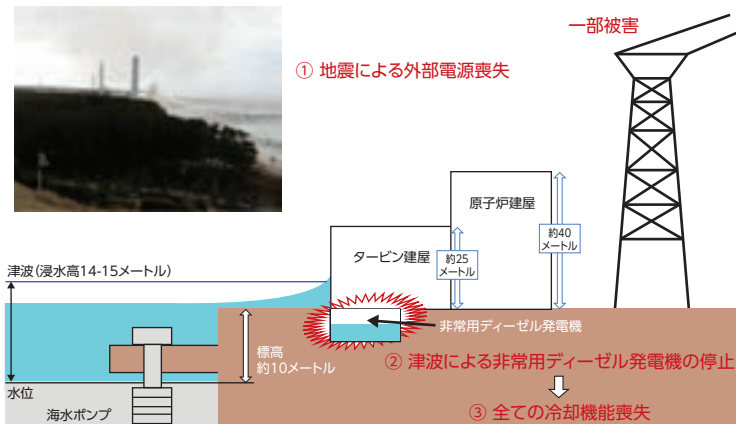 一部被害
① 地震による外部電源喪失
原子炉建屋
約40
メートル
タービン建屋
約25
メートル
津波(浸水高14-15メートル)
非常用ディーゼル発電機
標高
約10メートル
② 津波による非常用ディーゼル発電機の停止
水位
海水ポンプ
③ 全ての冷却機能喪失